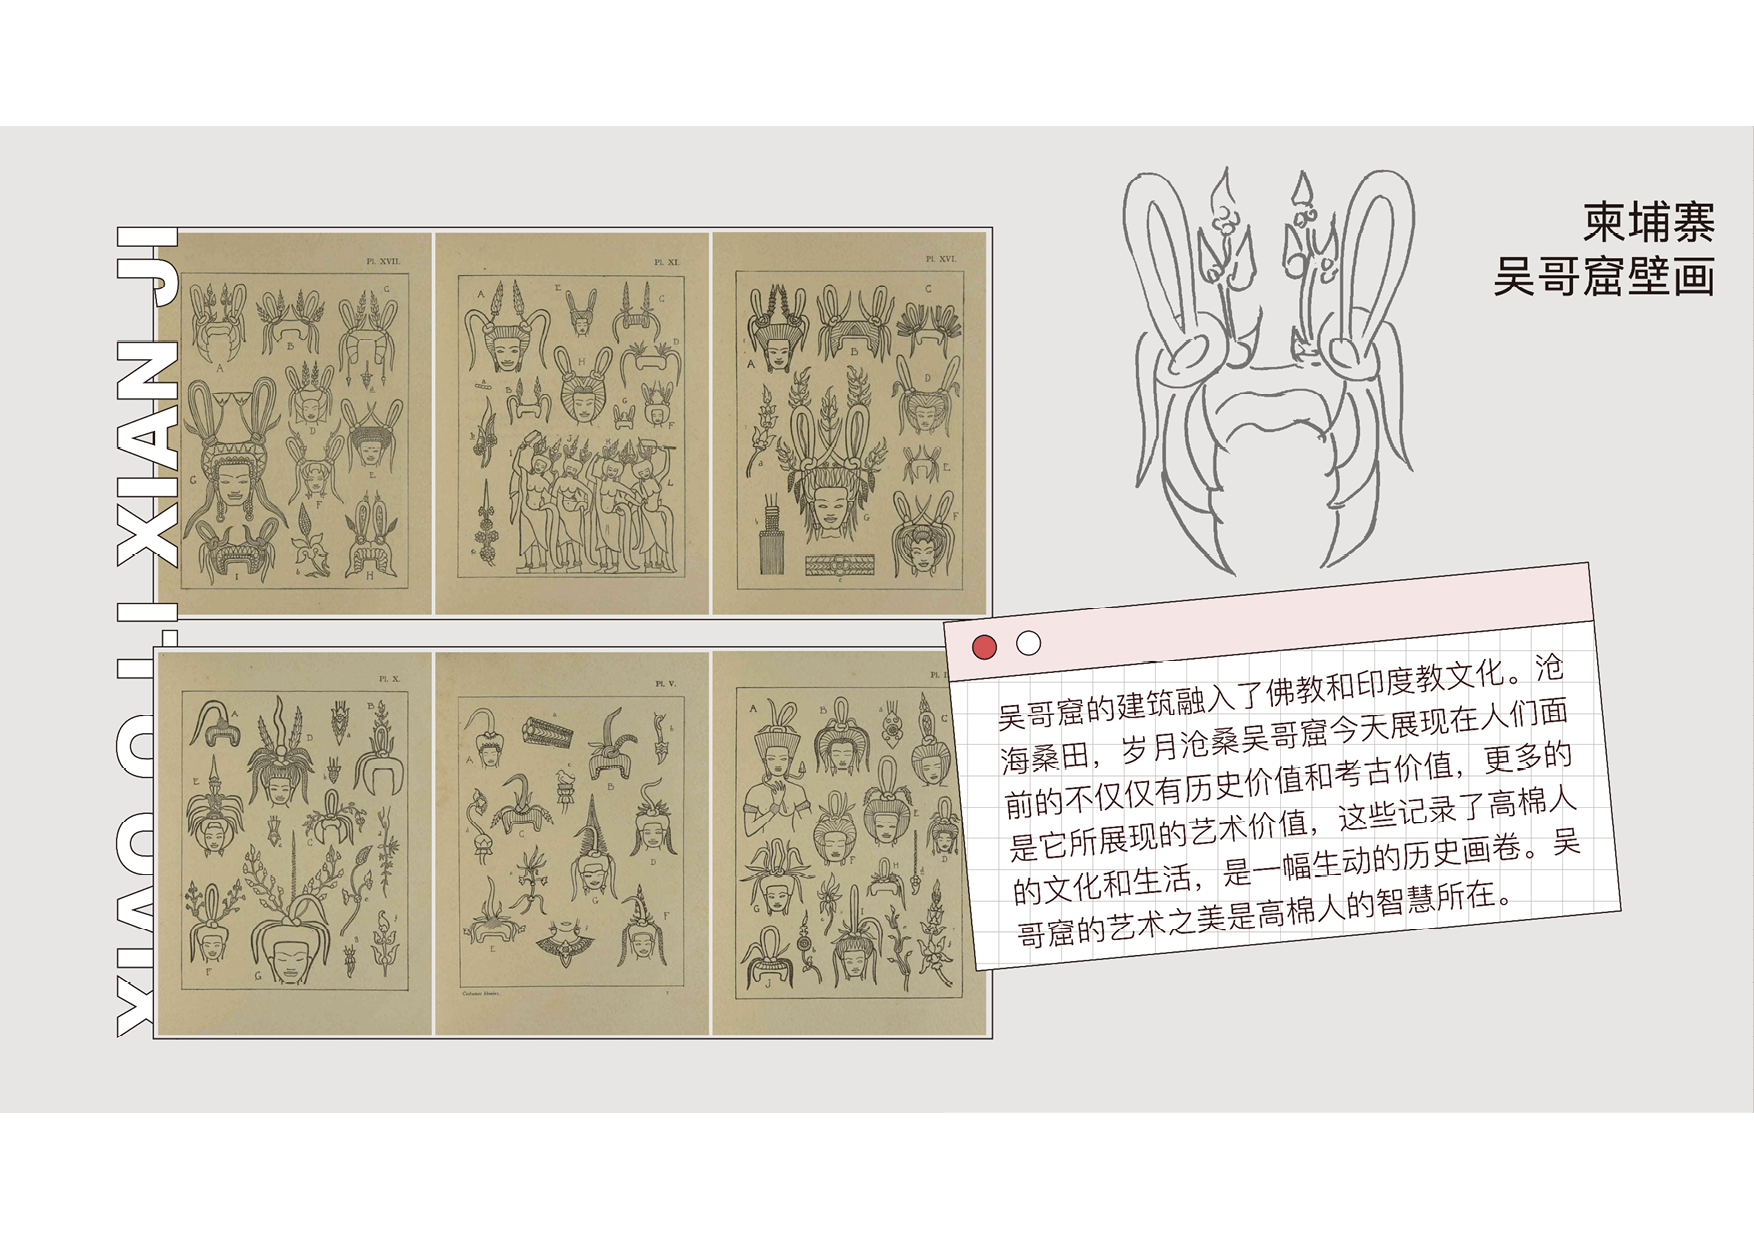 XIAO LI XIAN JI
柬埔寨
吴哥窟壁画
Pl. XVII.
G
A
B
D
C
E
F
G
I
b
H
Pl. XI.
A
E
C
H
D
B
G
F
I
J
K
L
Pl. XVI.
C
A
B
D
E
G
F
Pl. X.
A
B
D
E
C
F
G
Pl. V.
A
B
C
D
G
E
F
Costumes khmers.
Pl. I
A
B
C
E
F
D
G
H
I
J
吴哥窟的建筑融入了佛教和印度教文化。沧
海桑田，岁月沧桑吴哥窟今天展现在人们面
前的不仅仅有历史价值和考古价值，更多的
是它所展现的艺术价值，这些记录了高棉人
的文化和生活，是一幅生动的历史画卷。吴
哥窟的艺术之美是高棉人的智慧所在。